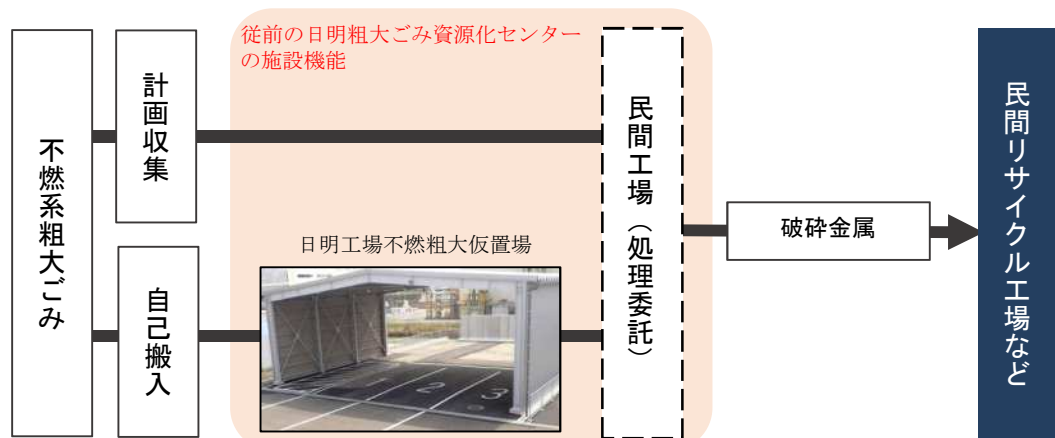 不燃系粗大ごみ
計画収集
自己搬入
従前の日明粗大ごみ資源化センター
の施設機能
日明工場不燃粗大仮置場
1
2
3
民間工場（処理委託）
破砕金属
民間リサイクル工場など